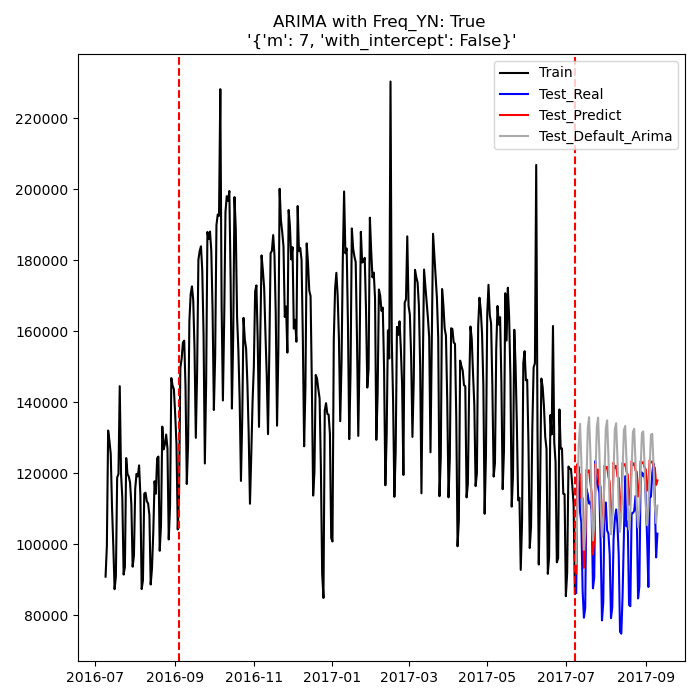 ARIMA with Freq_YN: True
'{'m': 7, 'with_intercept': False}'
Train
Test_Real
Test_Predict
Test_Default_Arima
220000
200000
180000
160000
140000
120000
100000
80000
2016-07
2016-09
2016-11
2017-01
2017-03
2017-05
2017-07
2017-09